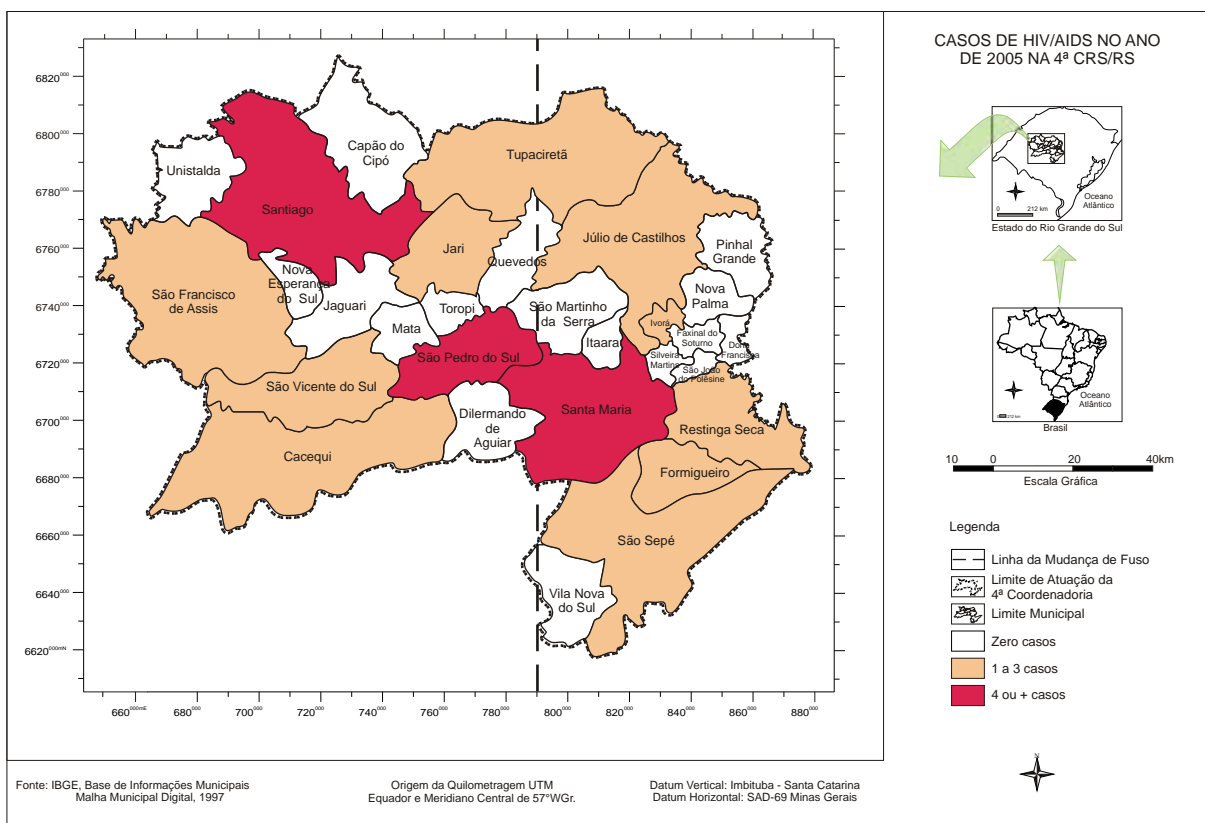 CASOS DE HIV/AIDS NO ANO
DE 2005 NA 4ª CRS/RS
6820000
6800000
6780000
6760000
6740000
6720000
6700000
6680000
6660000
6640000
6620000mN
660000mE
680000
700000
720000
740000
760000
780000
800000
820000
840000
860000
880000
Unistalda
Capão do
Cipó
Santiago
Tupaciretã
Jari
Quevedos
Júlio de Castilhos
Pinhal
Grande
São Francisco
de Assis
Nova
Esperança
do Sul
Jaguari
Mata
Toropi
São Martinho
da Serra
Itaara
Nova
Palma
Ivorá
Faxinal do
Soturno
Dona
Francisca
Silveira
Martins
São João
do Polêsine
São Pedro do Sul
São Vicente do Sul
Cacequi
Dilermando
de
Aguiar
Santa Maria
Restinga Seca
Formigueiro
São Sepé
Vila Nova
do Sul
Oceano
Atlântico
0
212 km
Estado do Rio Grande do Sul
Oceano
Atlântico
212 km
Brasil
10 0 20 40km
Escala Gráfica
Legenda
Linha da Mudança de Fuso
Limite de Atuação da
4ª Coordenadoria
Limite Municipal
Zero casos
1 a 3 casos
4 ou + casos
N
Fonte: IBGE, Base de Informações Municipais
Malha Municipal Digital, 1997
Origem da Quilometragem UTM
Equador e Meridiano Central de 57°WGr.
Datum Vertical: Imbituba - Santa Catarina
Datum Horizontal: SAD-69 Minas Gerais